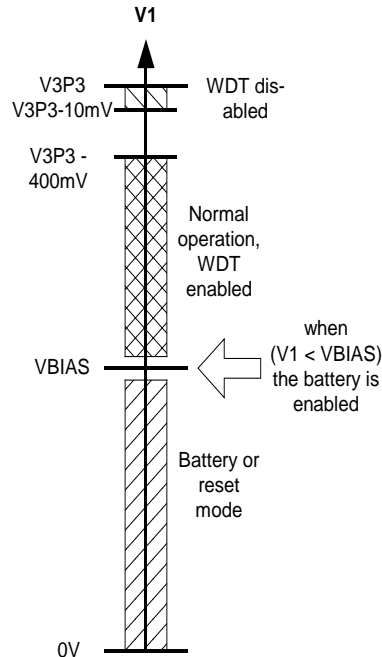 V1
V3P3
WDT dis-
abled
V3P3-10mV
V3P3 -
400mV
Normal
operation,
WDT
enabled
when
(V1 < VBIAS)
the battery is
enabled
VBIAS
Battery or
reset
mode
0V